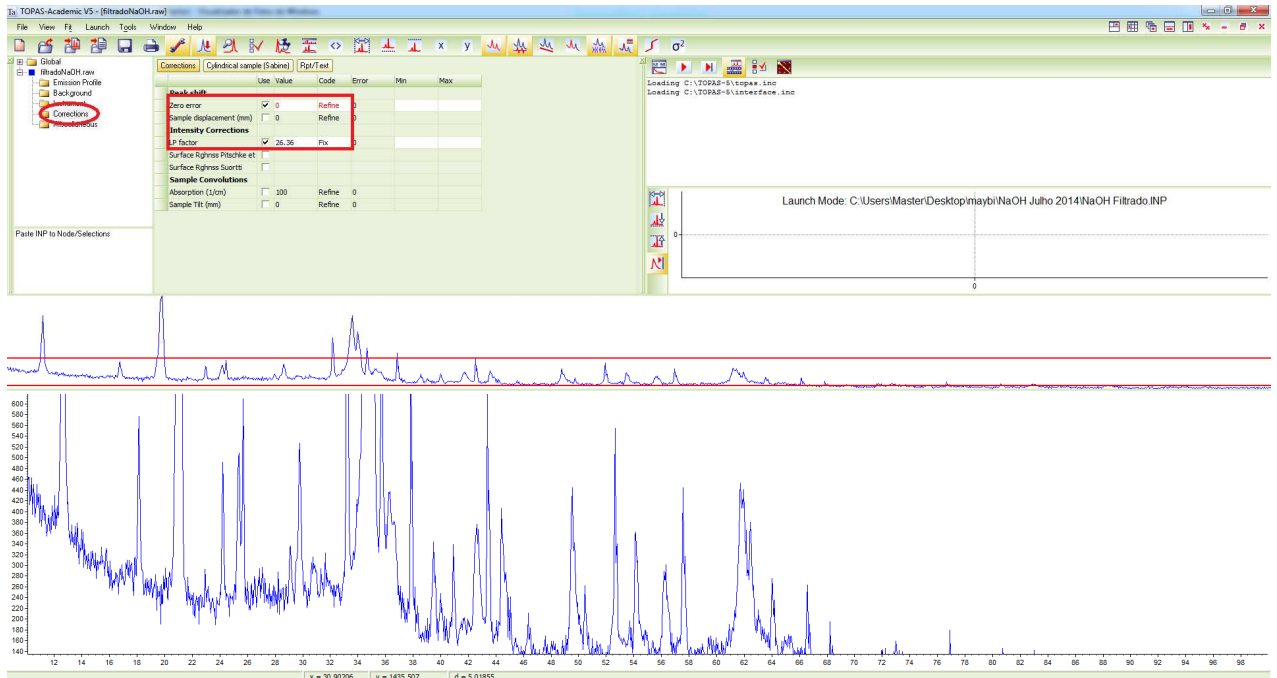 TOPAS-Academic V5 - [filtradoNaOH.raw]
File View Fit Launch Tools Window Help
x y σ²
Global
filtradoNaOH.raw
Emission Profile
Background
Corrections
Miscellaneous
Paste INP to Node/Selections
Corrections Cylindrical sample (Sabine) Rpt/Text
Use Value Code Error Min Max
Peak shift
Zero error 0 Refine 0
Sample displacement (mm) 0 Refine 0
Intensity Corrections
LP factor 26.36 Fix 0
Surface Rghnss Pitschke et
Surface Rghnss Suortti
Sample Convolutions
Absorption (1/cm) 100 Refine 0
Sample Tilt (mm) 0 Refine 0
Loading C:\TOPAS-5\topas.inc
Loading C:\TOPAS-5\interface.inc
Launch Mode: C:\Users\Master\Desktop\maybi\NaOH Julho 2014\NaOH Filtrado.INP
0
0
600
580
560
540
520
500
480
460
440
420
400
380
360
340
320
300
280
260
240
220
200
180
160
140
12 14 16 18 20 22 24 26 28 30 32 34 36 38 40 42 44 46 48 50 52 54 56 58 60 62 64 66 68 70 72 74 76 78 80 82 84 86 88 90 92 94 96 98
x = 30.90206 y = 1435.507 d = 5.01855